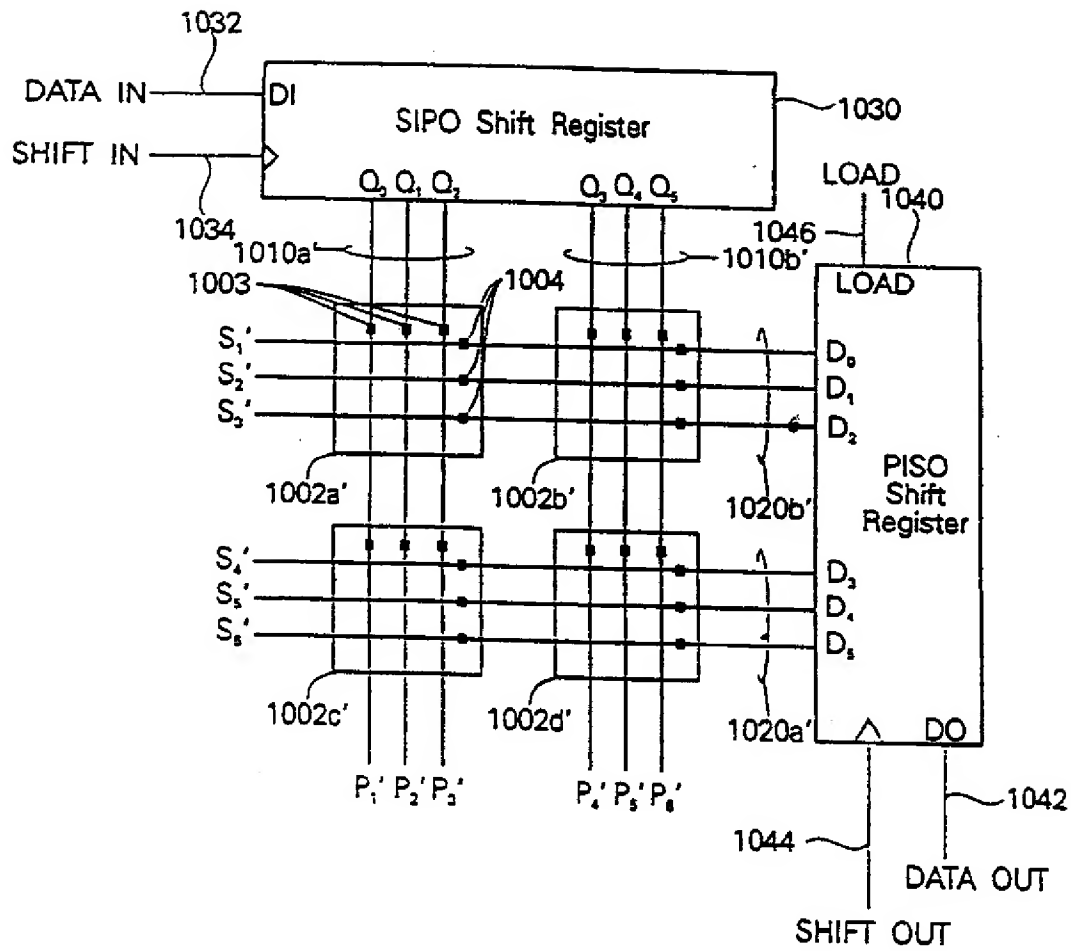 1032
DATA IN
DI
1030
SIPO Shift Register
SHIFT IN
LOAD
Q₀ Q₁ Q₂ Q₃ Q₄ Q₅
1034
1040
1046
1010a'
1010b'
1003
1004
LOAD
S₁'
D₀
S₂'
D₁
S₃'
D₂
PISO
Shift
Register
1002a'
1002b'
1020b'
S₄'
D₃
S₅'
D₄
S₆'
D₅
1002c'
1002d'
1020a'
DO
P₁' P₂' P₃' P₄' P₅' P₆'
1042
1044
DATA OUT
SHIFT OUT